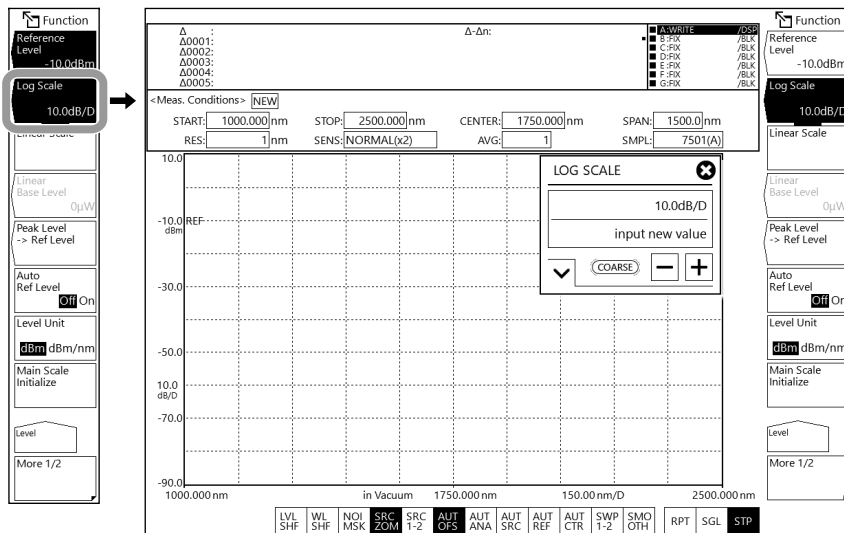 Function
Reference
Level
-10.0dBm
Log Scale
10.0dB/D
Linear Scale
Linear
Base Level
0µW
Peak Level
-> Ref Level
Auto
Ref Level
Off On
Level Unit
dBm dBm/nm
Main Scale
Initialize
Level
More 1/2
Δ :
Δ0001:
Δ0002:
Δ0003:
Δ0004:
Δ0005:
Δ-Δn:
A:WRITE /DSP
B:FIX /BLK
C:FIX /BLK
D:FIX /BLK
E:FIX /BLK
F:FIX /BLK
G:FIX /BLK
<Meas. Conditions> NEW
START: 1000.000 nm STOP: 2500.000 nm CENTER: 1750.000 nm SPAN: 1500.0 nm
RES: 1 nm SENS: NORMAL(x2) AVG: 1 SMPL: 7501(A)
10.0
-10.0 REF
dBm
-30.0
-50.0
10.0
dB/D
-70.0
-90.0
LOG SCALE
10.0dB/D
input new value
COARSE
1000.000 nm in Vacuum 1750.000 nm 150.00 nm/D 2500.000 nm
LVL SHF
WL SHF
NOI MSK
SRC ZOM
SRC 1-2
AUT OFS
AUT ANA
AUT SRC
AUT REF
AUT CTR
SWP 1-2
SMO OTH
RPT
SGL
STP
Function
Reference
Level
-10.0dBm
Log Scale
10.0dB/D
Linear Scale
Linear
Base Level
0µW
Peak Level
-> Ref Level
Auto
Ref Level
Off On
Level Unit
dBm dBm/nm
Main Scale
Initialize
Level
More 1/2